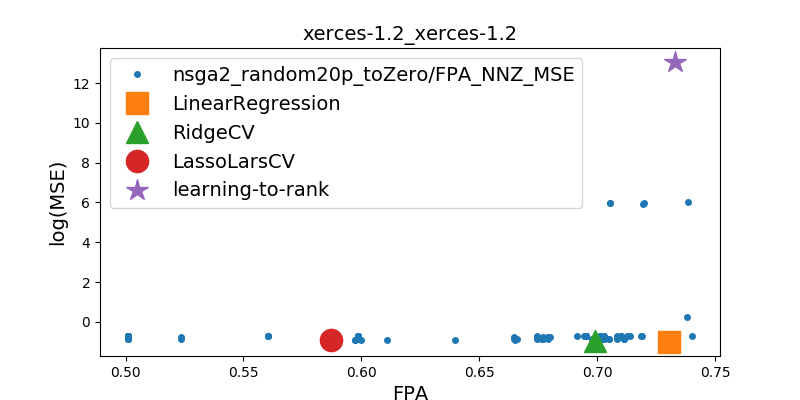 xerces-1.2_xerces-1.2
nsga2_random20p_toZero/FPA_NNZ_MSE
LinearRegression
RidgeCV
LassoLarsCV
learning-to-rank
log(MSE)
12
10
8
6
4
2
0
0.50 0.55 0.60 0.65 0.70 0.75
FPA